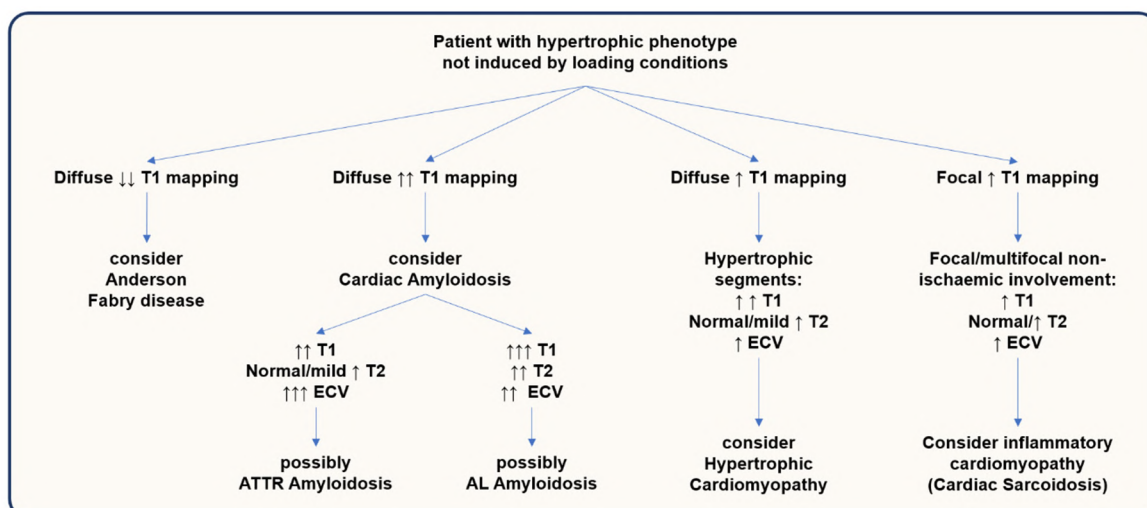 Patient with hypertrophic phenotype
not induced by loading conditions
Diffuse ↓↓ T1 mapping
consider
Anderson
Fabry disease
Diffuse ↑↑ T1 mapping
consider
Cardiac Amyloidosis
↑↑ T1
Normal/mild ↑ T2
↑↑↑ ECV
possibly
ATTR Amyloidosis
↑↑↑ T1
↑↑ T2
↑↑ ECV
possibly
AL Amyloidosis
Diffuse ↑ T1 mapping
Hypertrophic
segments:
↑ ↑ T1
Normal/mild ↑ T2
↑ ECV
consider
Hypertrophic
Cardiomyopathy
Focal ↑ T1 mapping
Focal/multifocal non-
ischaemic involvement:
↑ T1
Normal/↑ T2
↑ ECV
Consider inflammatory
cardiomyopathy
(Cardiac Sarcoidosis)